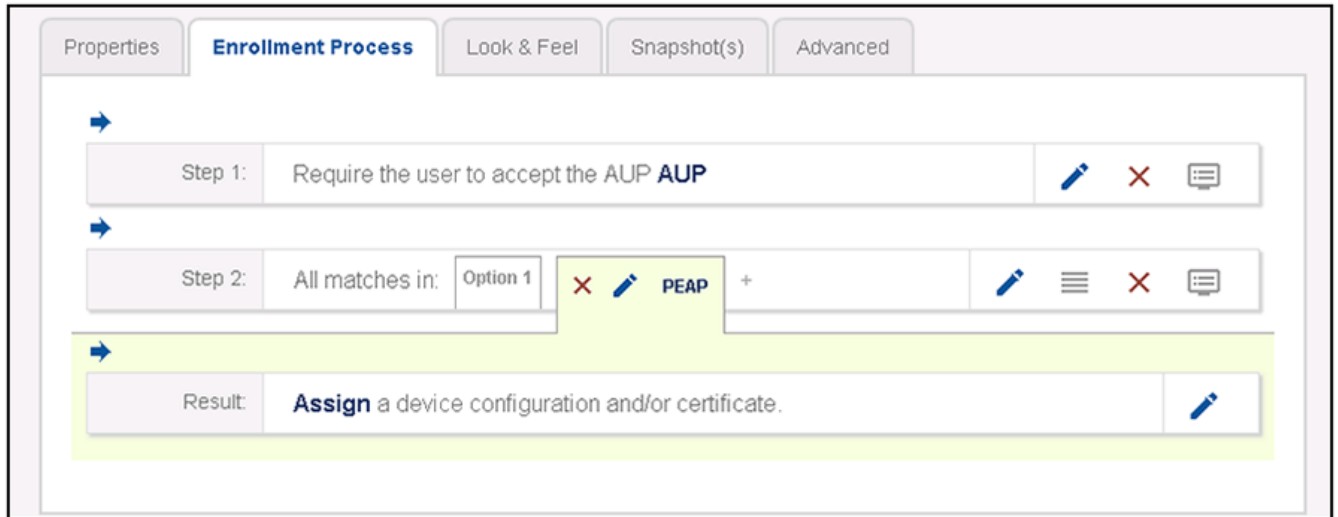 Properties Enrollment Process Look & Feel Snapshot(s) Advanced
Step 1: Require the user to accept the AUP AUP
Step 2: All matches in: Option 1 PEAP +
Result: Assign a device configuration and/or certificate.